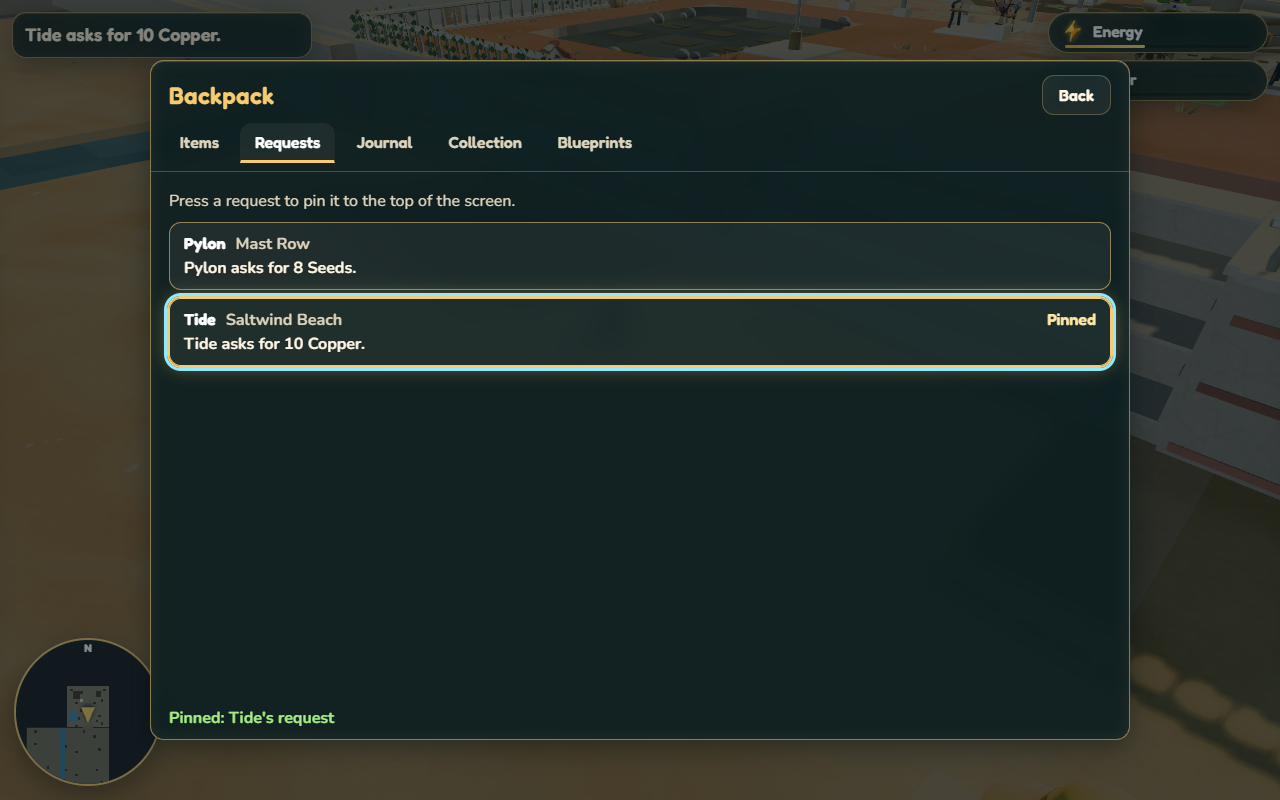 Tide asks for 10 Copper.
Energy
Backpack
Back
Items Requests Journal Collection Blueprints
Press a request to pin it to the top of the screen.
Pylon Mast Row
Pylon asks for 8 Seeds.
Tide Saltwind Beach Pinned
Tide asks for 10 Copper.
N
Pinned: Tide's request